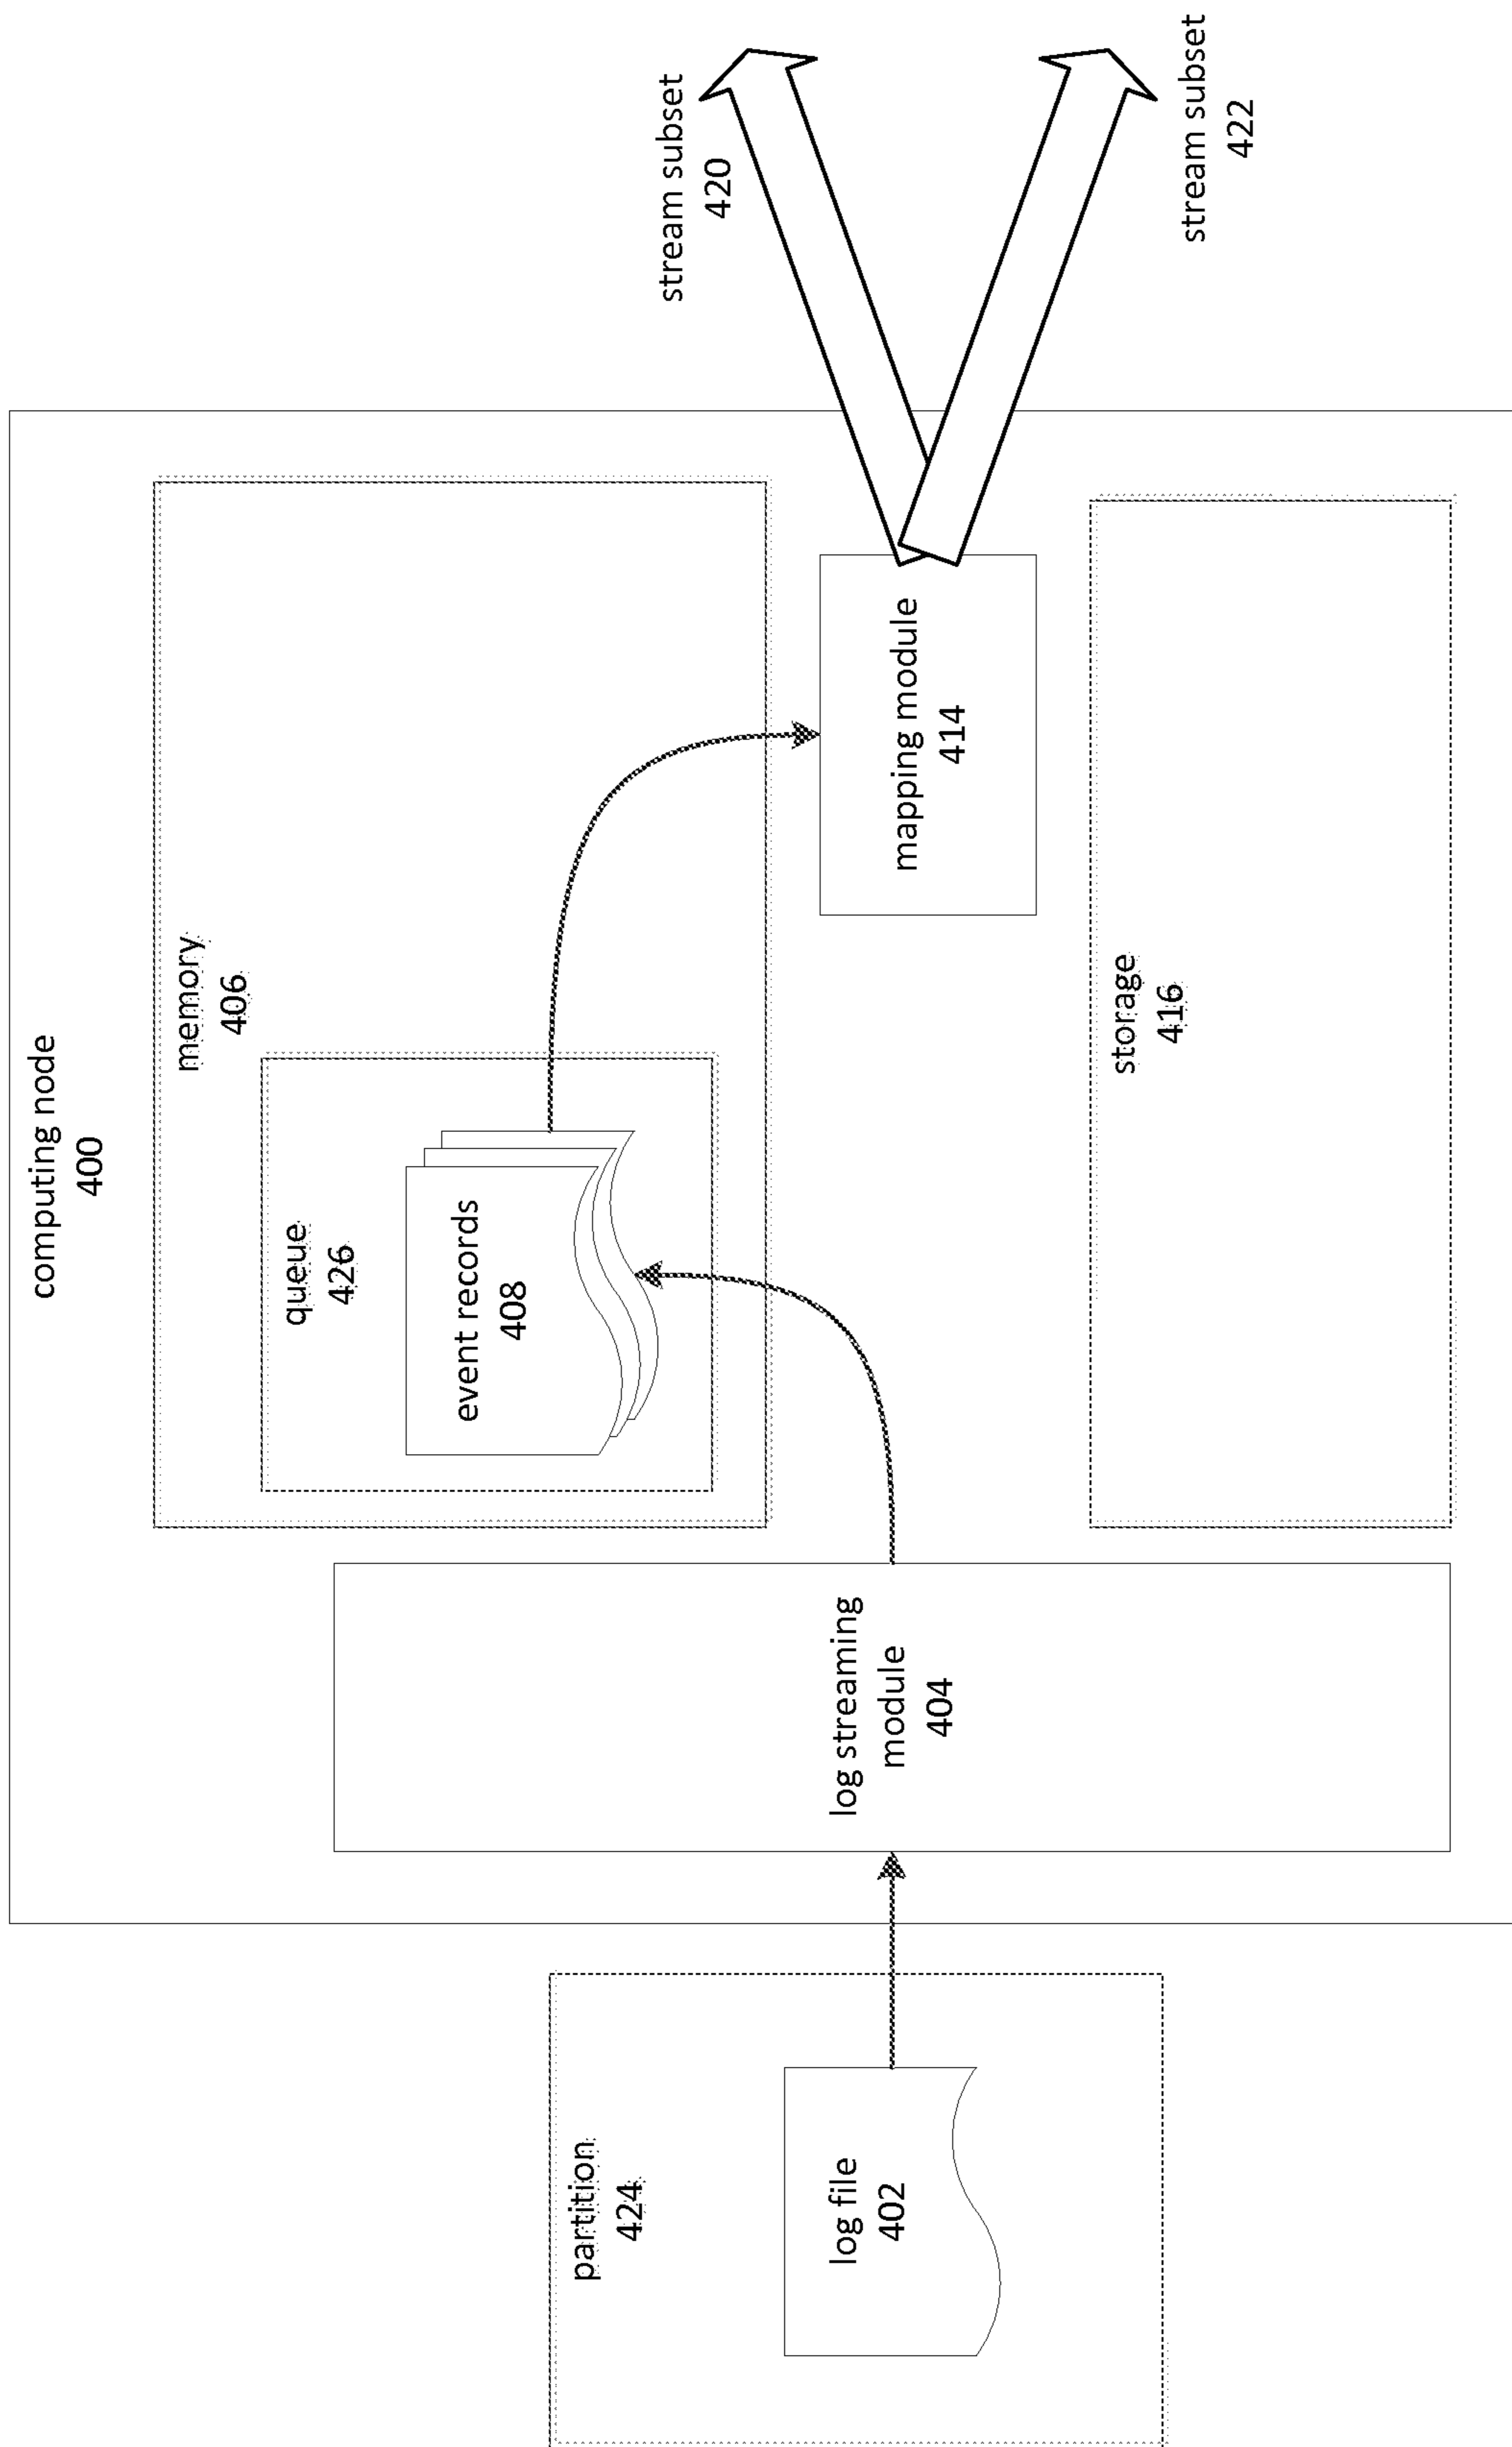 computing node
400
memory
406
queue
426
event records
408
partition
424
log file
402
log streaming
module
404
mapping module
414
storage
416
stream subset
420
stream subset
422